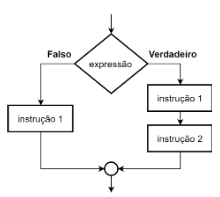 Falso
Verdadeiro
expressão
instrução 1
instrução 1
instrução 2